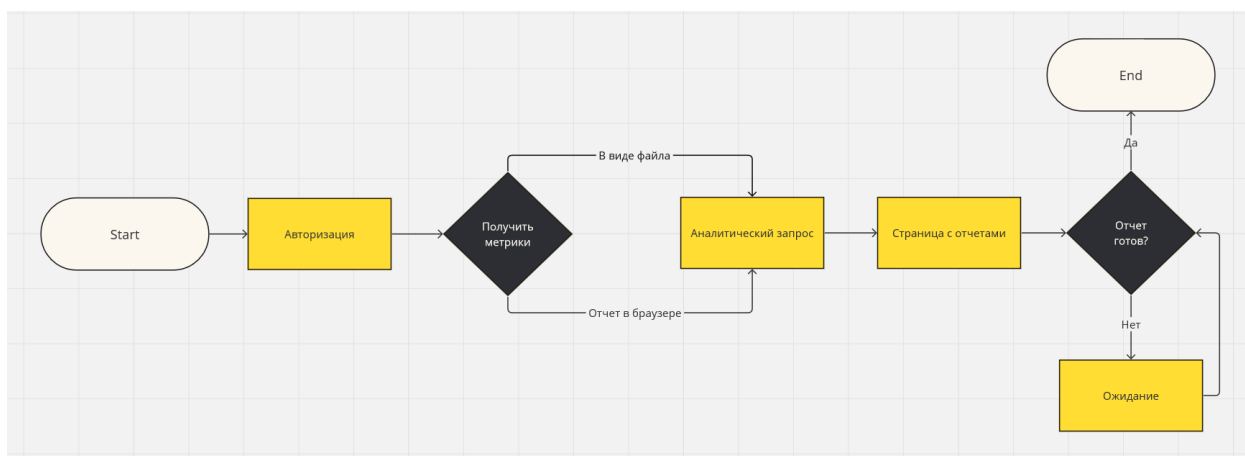 Start
Авторизация
Получить
метрики
В виде файла
Отчет в браузере
Аналитический запрос
Страница с отчетами
Отчет
готов?
Да
End
Нет
Ожидание